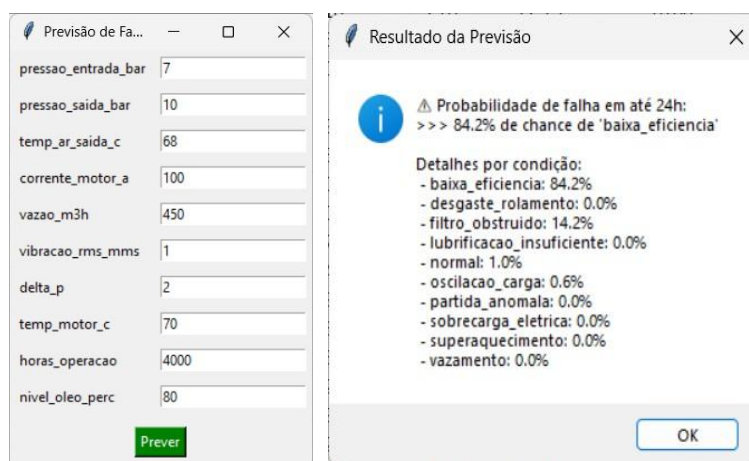 Previsão de Fa...
pressao_entrada_bar 7
pressao_saida_bar 10
temp_ar_saida_c 68
corrente_motor_a 100
vazao_m3h 450
vibracao_rms_mms 1
delta_p 2
temp_motor_c 70
horas_operacao 4000
nivel_oleo_perc 80
Prever
Resultado da Previsão
⚠ Probabilidade de falha em até 24h:
>>> 84.2% de chance de 'baixa_eficiencia'
Detalhes por condição:
- baixa_eficiencia: 84.2%
- desgaste_rolamento: 0.0%
- filtro_obstruido: 14.2%
- lubrificacao_insuficiente: 0.0%
- normal: 1.0%
- oscilacao_carga: 0.6%
- partida_anomala: 0.0%
- sobrecarga_eletrica: 0.0%
- superaquecimento: 0.0%
- vazamento: 0.0%
OK